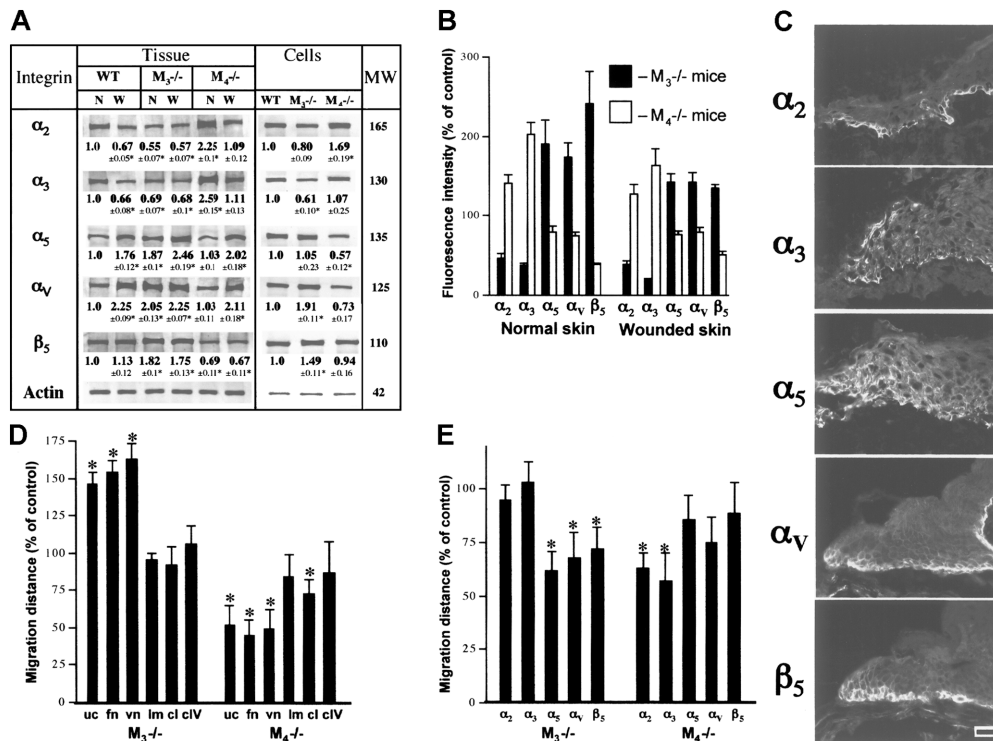 A
Integrin Tissue Cells MW
WT M3-/- M4-/-
N W N W N W WT M3-/- M4-/-
α2 165
1.0 0.67 0.55 0.57 2.25 1.09 1.0 0.80 1.69
±0.05* ±0.07* ±0.07* ±0.1* ±0.12 ±0.09 ±0.19*
α3 130
1.0 0.66 0.69 0.68 2.59 1.11 1.0 0.61 1.07
±0.08* ±0.07* ±0.1* ±0.15* ±0.13 ±0.10* ±0.25
α5 135
1.0 1.76 1.87 2.46 1.03 2.02 1.0 1.05 0.57
±0.12* ±0.1* ±0.19* ±0.1 ±0.18* ±0.23 ±0.12*
αV 125
1.0 2.25 2.05 2.25 1.03 2.11 1.0 1.91 0.73
±0.09* ±0.13* ±0.07* ±0.11 ±0.18* ±0.11* ±0.17
β5 110
1.0 1.13 1.82 1.75 0.69 0.67 1.0 1.49 0.94
±0.12 ±0.1* ±0.13* ±0.11* ±0.11* ±0.11* ±0.16
Actin 42
B
Fluoresecnce intensity (% of control)
300
200
100
0
– M3-/- mice
– M4-/- mice
α2 α3 α5 αV β5 α2 α3 α5 αV β5
Normal skin Wounded skin
C
α2
α3
α5
αV
β5
D
Migration distance (% of control)
175
150
125
100
75
50
25
0
* * * * * * *
uc fn vn lm cI cIV uc fn vn lm cI cIV
M3-/- M4-/-
E
Migration distance (% of control)
100
75
50
25
0
* * * * *
α2 α3 α5 αV β5 α2 α3 α5 αV β5
M3-/- M4-/-